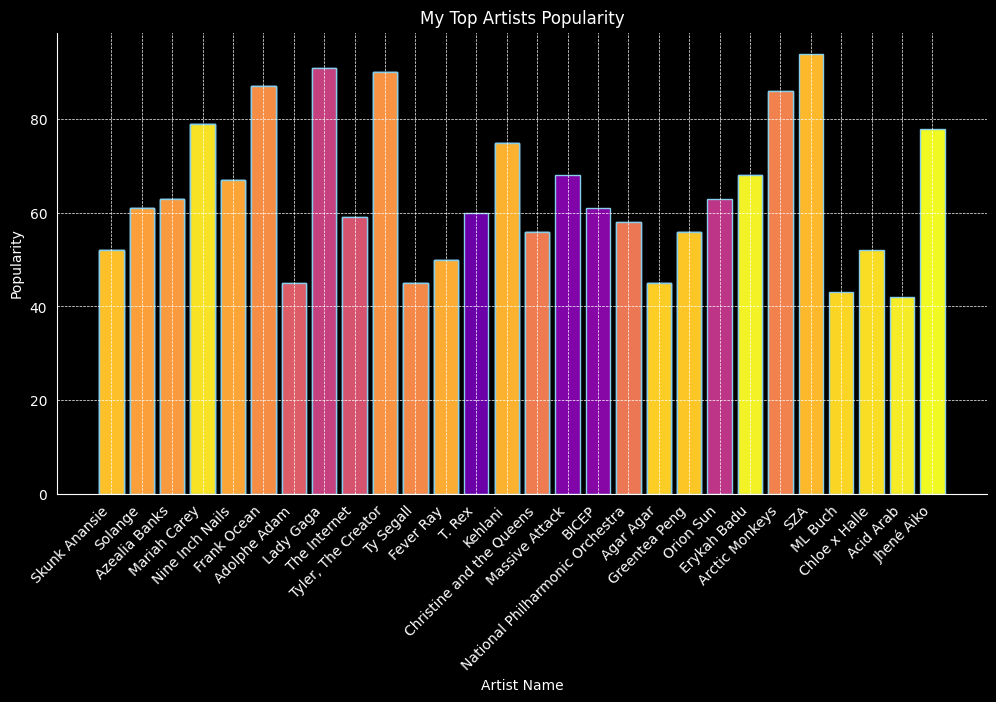 My Top Artists Popularity
Popularity
80
60
40
20
0
Skunk Anansie
Solange
Azealia Banks
Mariah Carey
Nine Inch Nails
Frank Ocean
Adolphe Adam
Lady Gaga
The Internet
Tyler, The Creator
Ty Segall
Fever Ray
T. Rex
Kehlani
Christine and the Queens
Massive Attack
BICEP
National Philharmonic Orchestra
Agar Agar
Greentea Peng
Orion Sun
Erykah Badu
Arctic Monkeys
SZA
ML Buch
Chloe x Halle
Acid Arab
Jhené Aiko
Artist Name